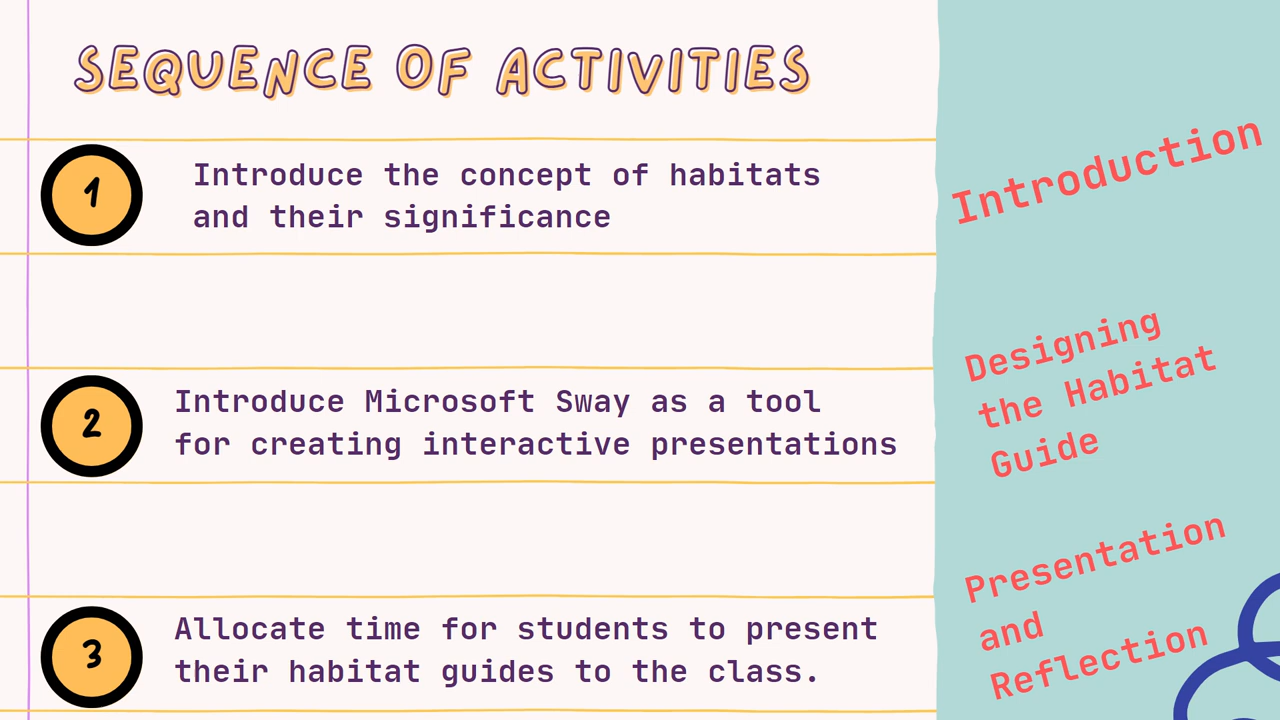 SEQUENCE OF ACTIVITIES
1
Introduce the concept of habitats
and their significance
Introduction
2
Introduce Microsoft Sway as a tool
for creating interactive presentations
Designing
the Habitat
Guide
3
Allocate time for students to present
their habitat guides to the class.
Presentation
and
Reflection